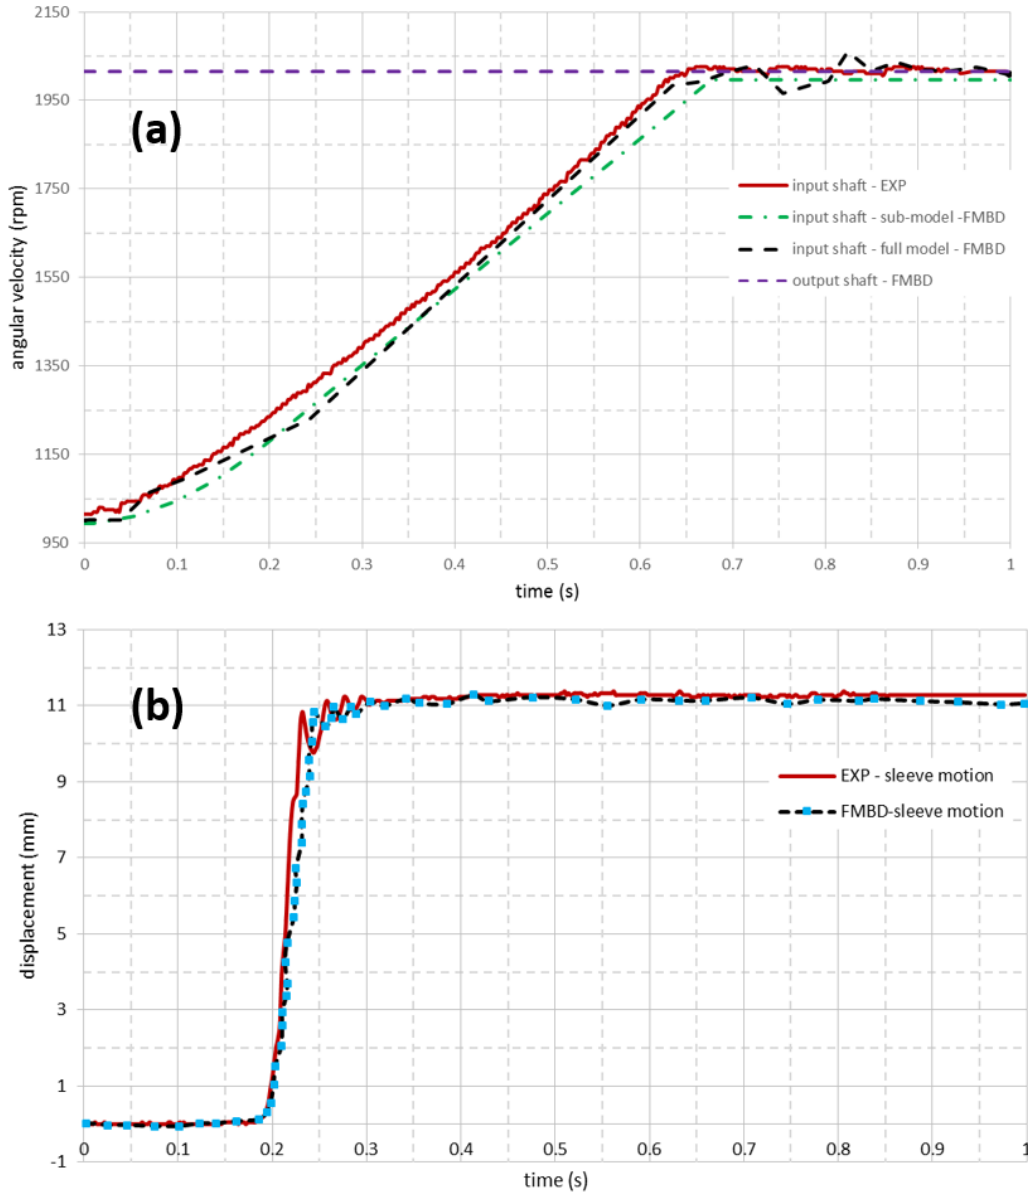 2150
1950
1750
1550
1350
1150
950
angular velocity (rpm)
(a)
input shaft - EXP
input shaft - sub-model -FMBD
input shaft - full model - FMBD
output shaft - FMBD
0 0.1 0.2 0.3 0.4 0.5 0.6 0.7 0.8 0.9 1
time (s)
13
11
9
7
5
3
1
-1
displacement (mm)
(b)
EXP - sleeve motion
FMBD-sleeve motion
0 0.1 0.2 0.3 0.4 0.5 0.6 0.7 0.8 0.9 1
time (s)